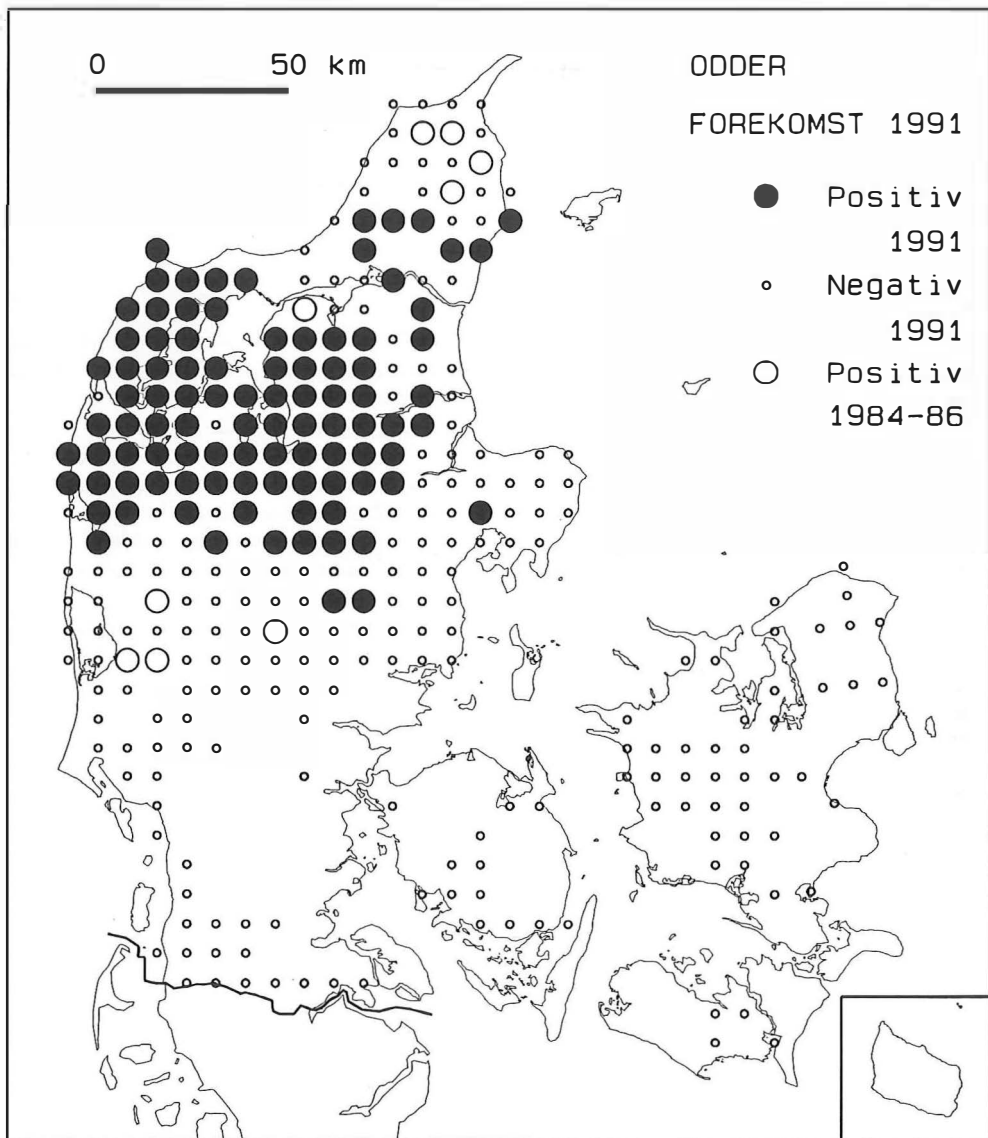 0 50 km
ODDER
FOREKOMST 1991
Positiv
1991
Negativ
1991
Positiv
1984-86